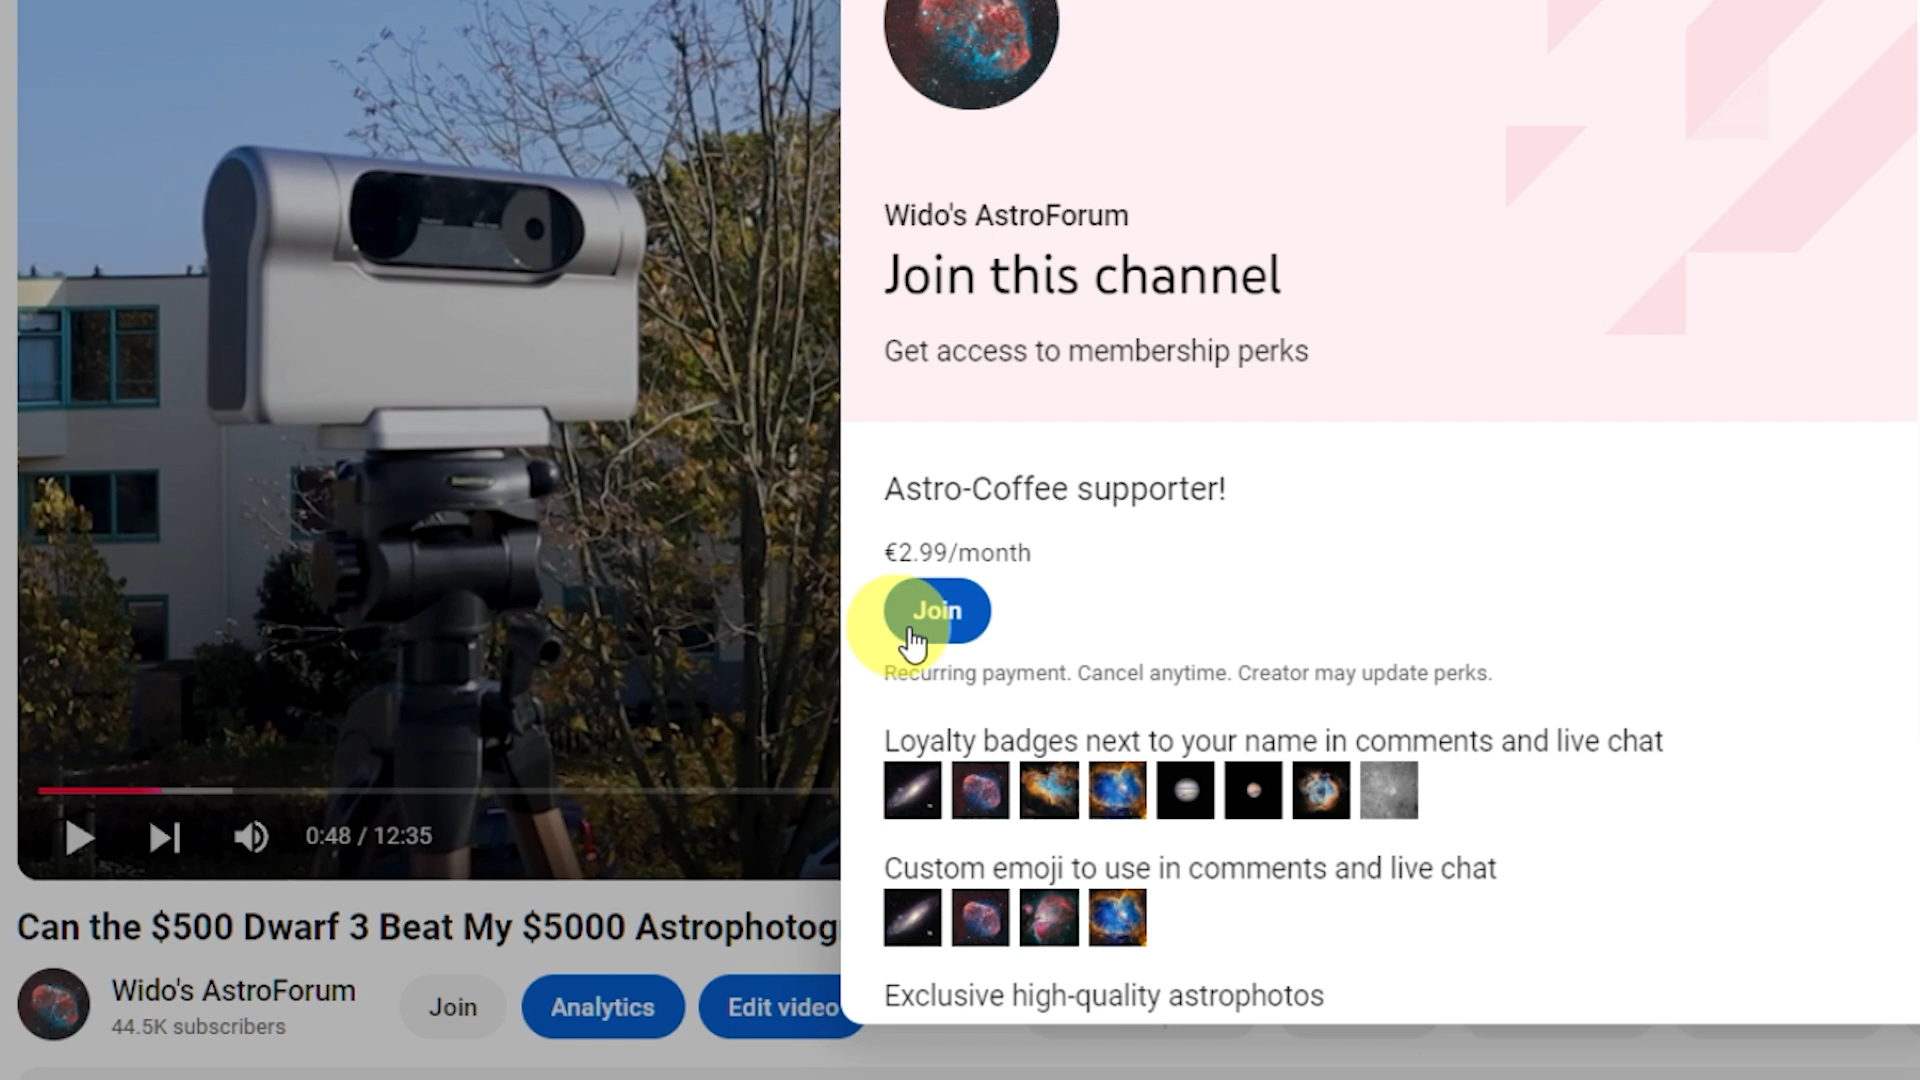 Wido's AstroForum
Join this channel
Get access to membership perks
Astro-Coffee supporter!
€2.99/month
Join
Recurring payment. Cancel anytime. Creator may update perks.
Loyalty badges next to your name in comments and live chat
Custom emoji to use in comments and live chat
Exclusive high-quality astrophotos
0:48 / 12:35
Can the $500 Dwarf 3 Beat My $5000 Astrophotog
Wido's AstroForum
44.5K subscribers
Join
Analytics
Edit video